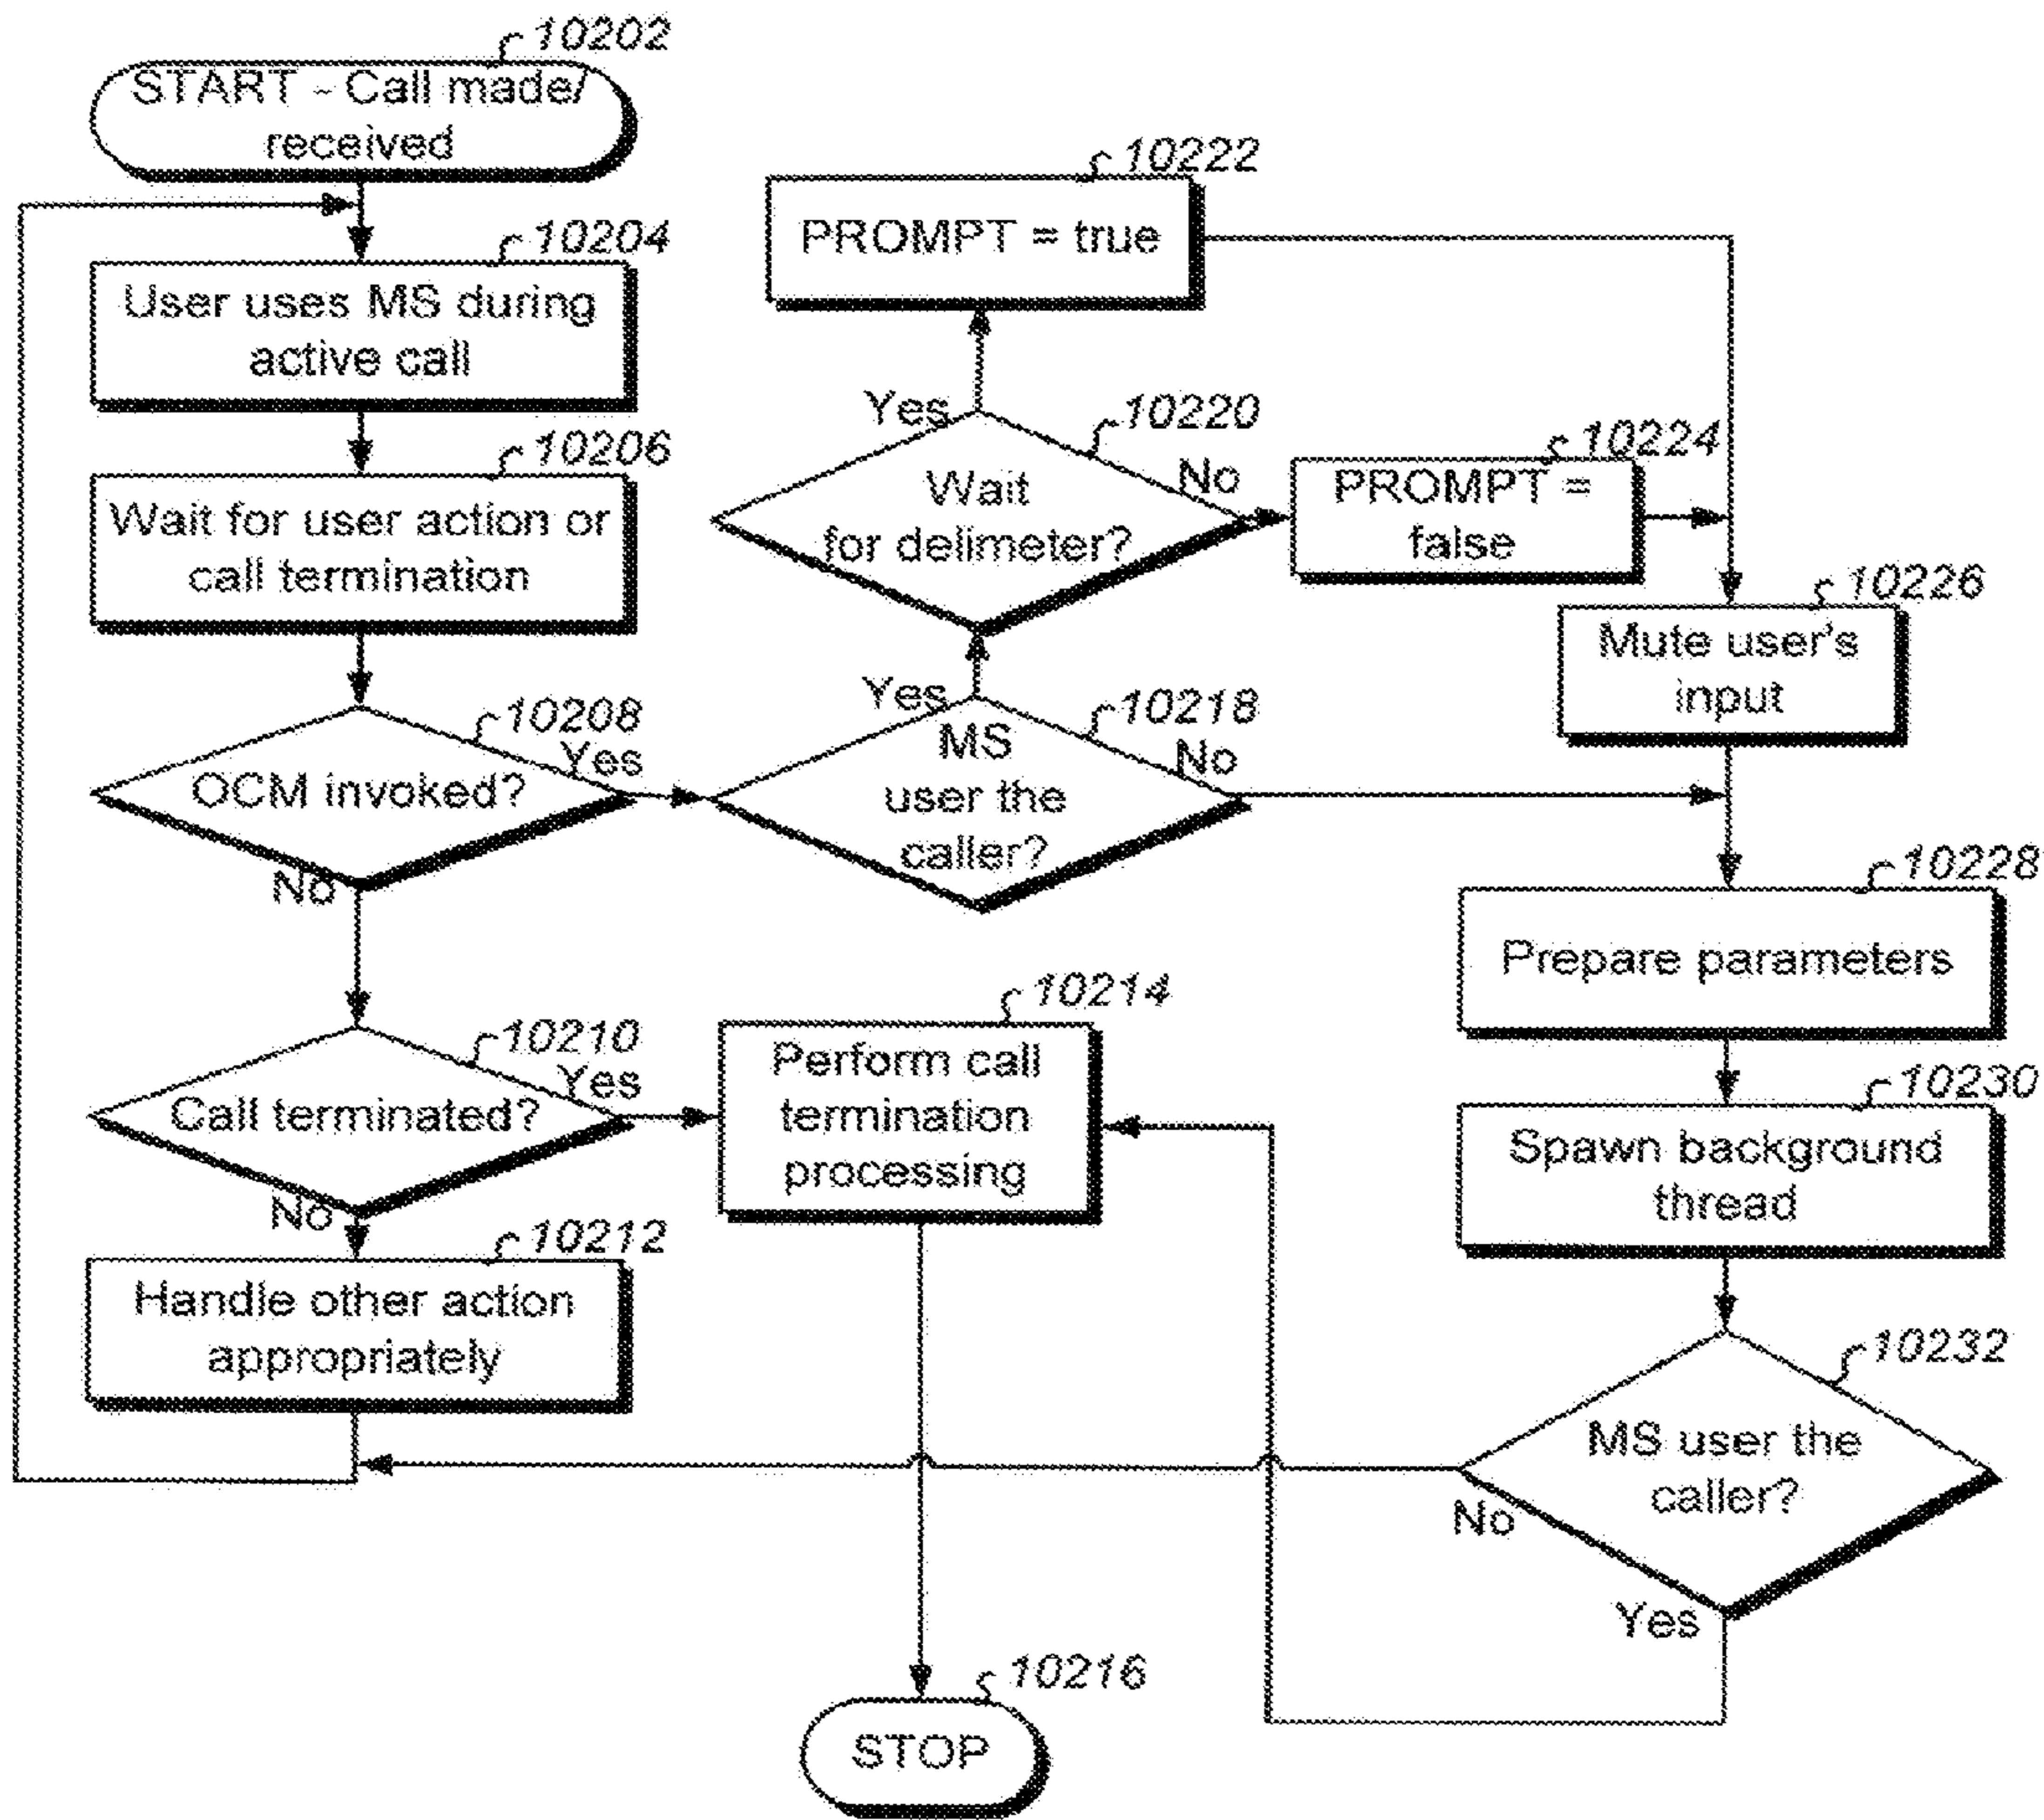 10202
START - Call made/
received
10204
User uses MS during
active call
10206
Wait for user action or
call termination
10208
OCM invoked?
Yes
No
10210
Call terminated?
Yes
No
10212
Handle other action
appropriately
10214
Perform call
termination
processing
10216
STOP
10218
MS
user the
caller?
Yes
No
10220
Wait
for delimeter?
Yes
No
10222
PROMPT = true
10224
PROMPT =
false
10226
Mute user's
input
10228
Prepare parameters
10230
Spawn background
thread
10232
MS user the
caller?
No
Yes